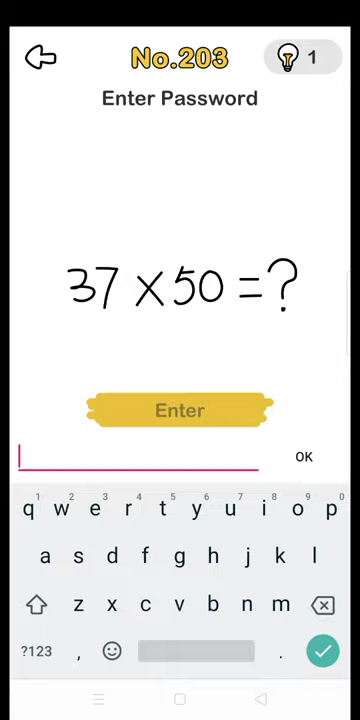 No.203
1
Enter Password
37×50=?
Enter
OK
1 2 3 4 5 6 7 8 9 0
q w e r t y u i o p
a s d f g h j k l
z x c v b n m
?123 , .